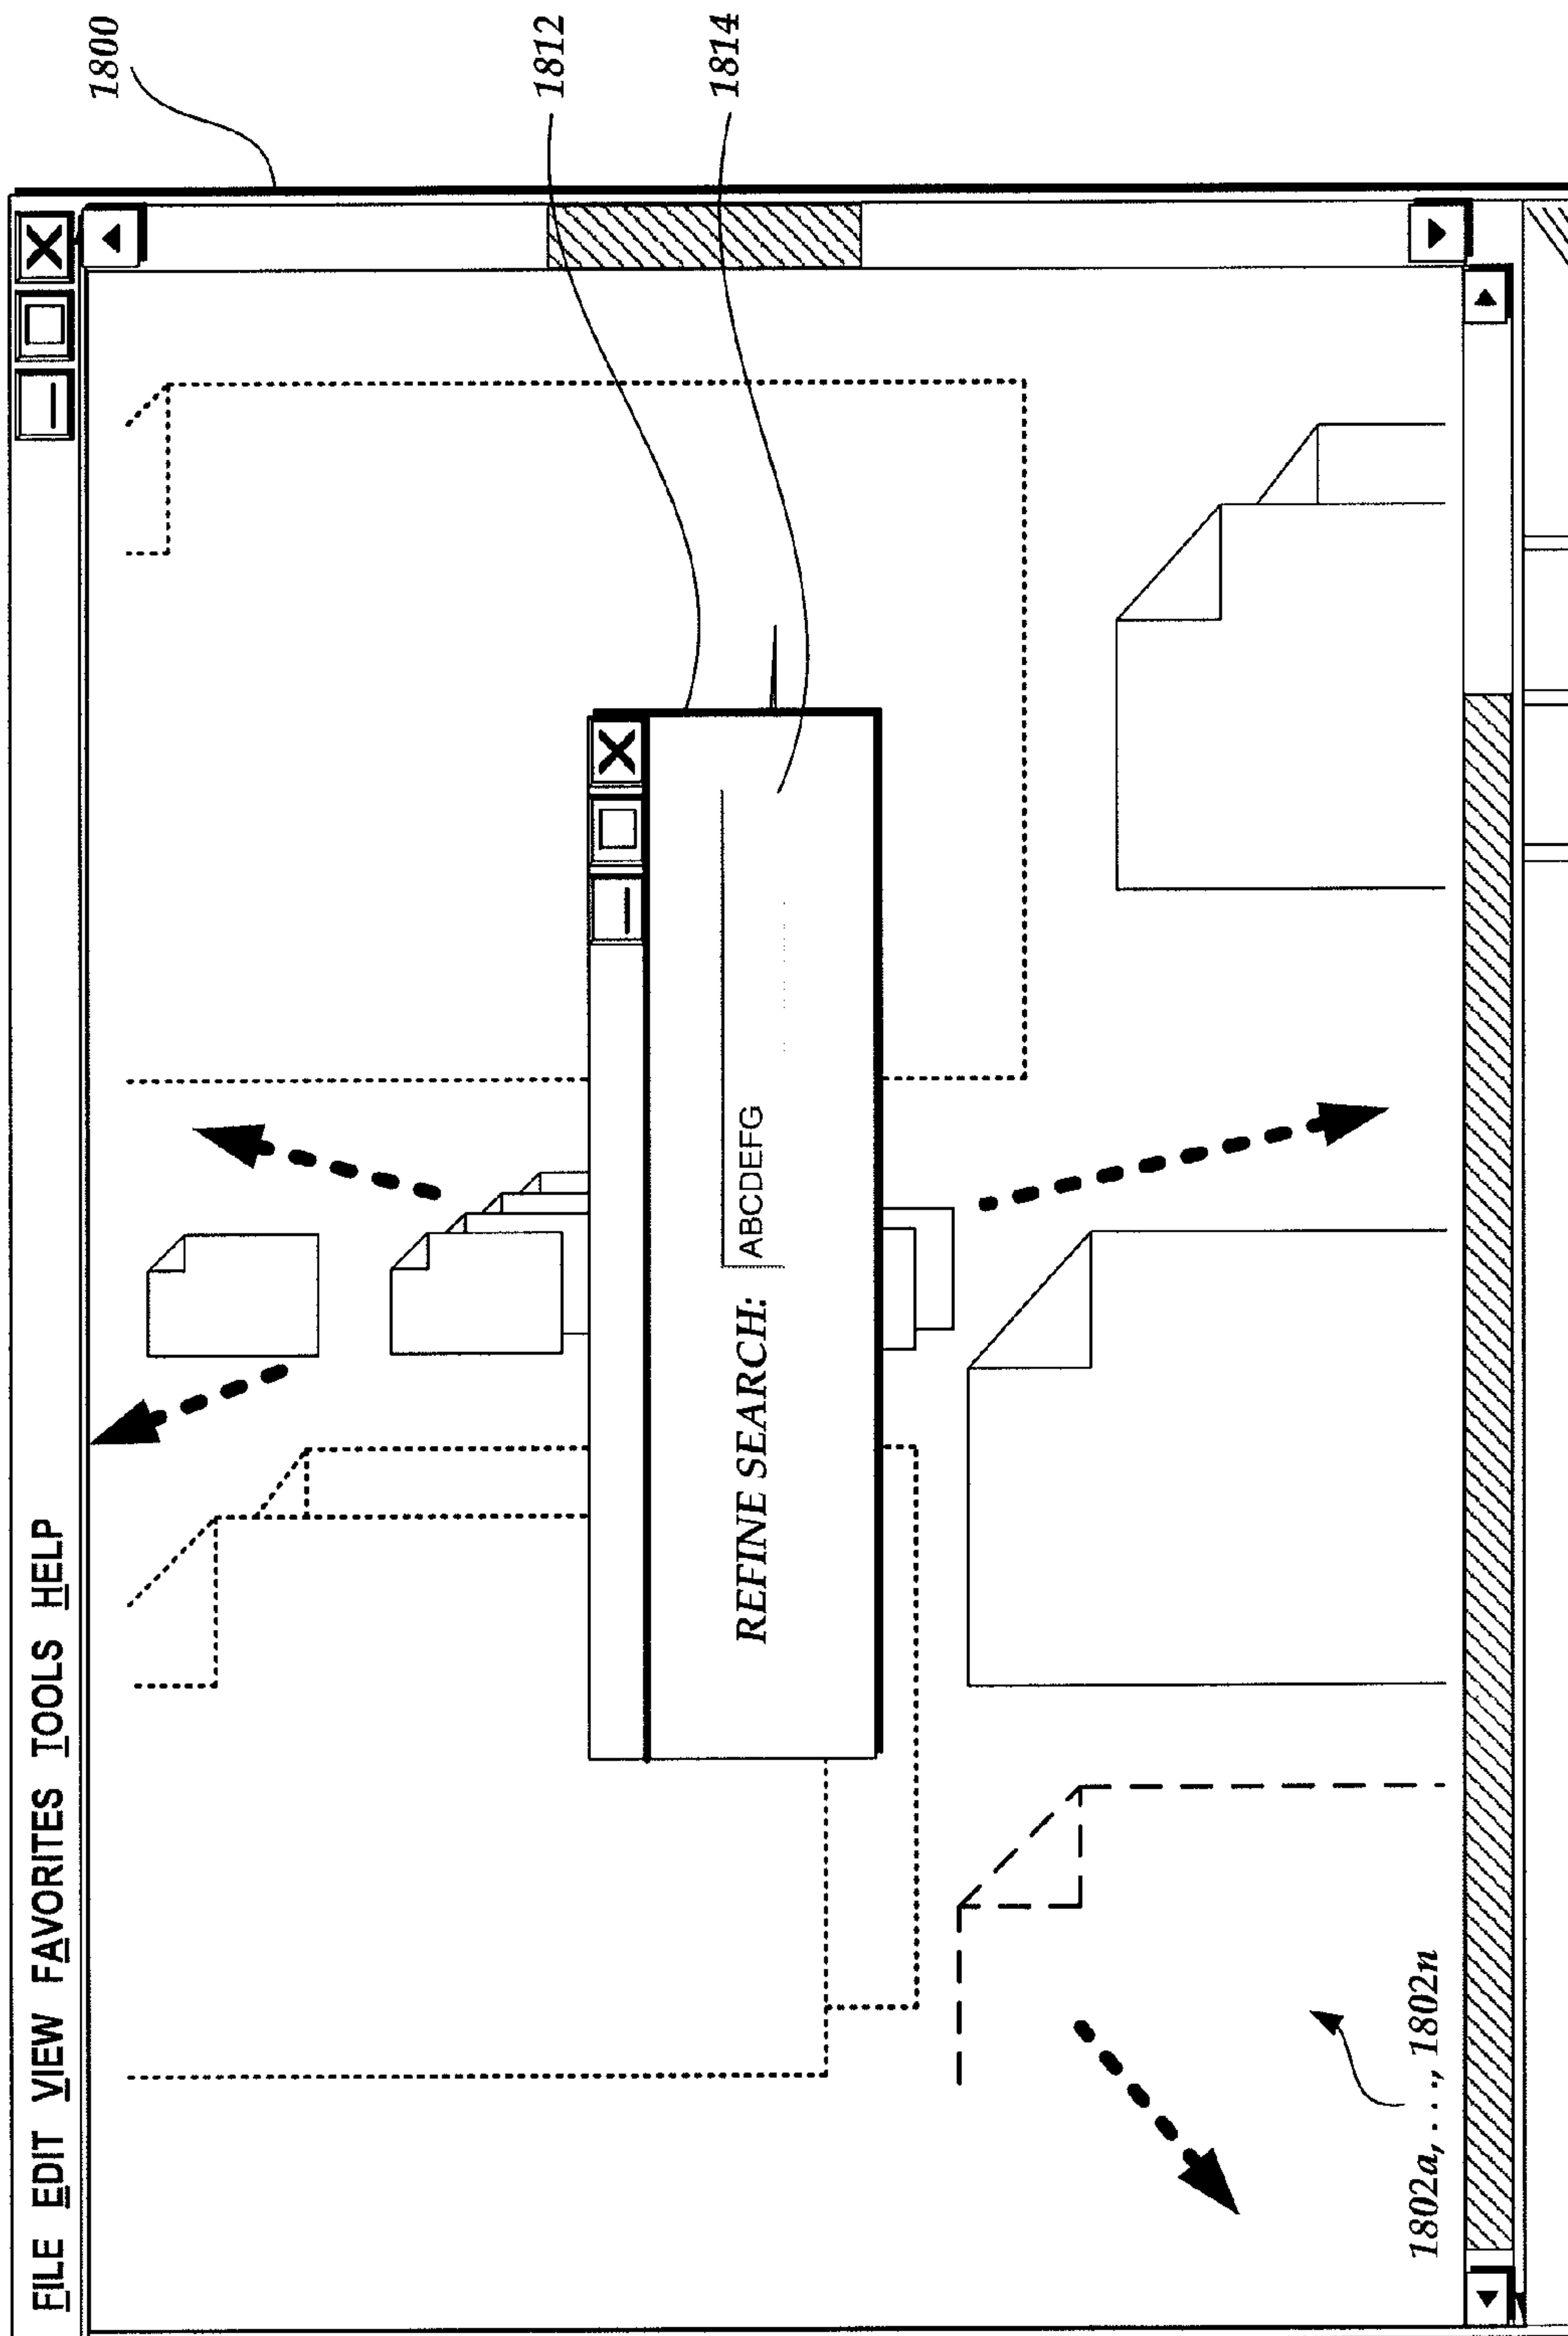 1800
FILE EDIT VIEW FAVORITES TOOLS HELP
1812
1814
REFINE SEARCH: ABCDEFG
1802a, . . ., 1802n